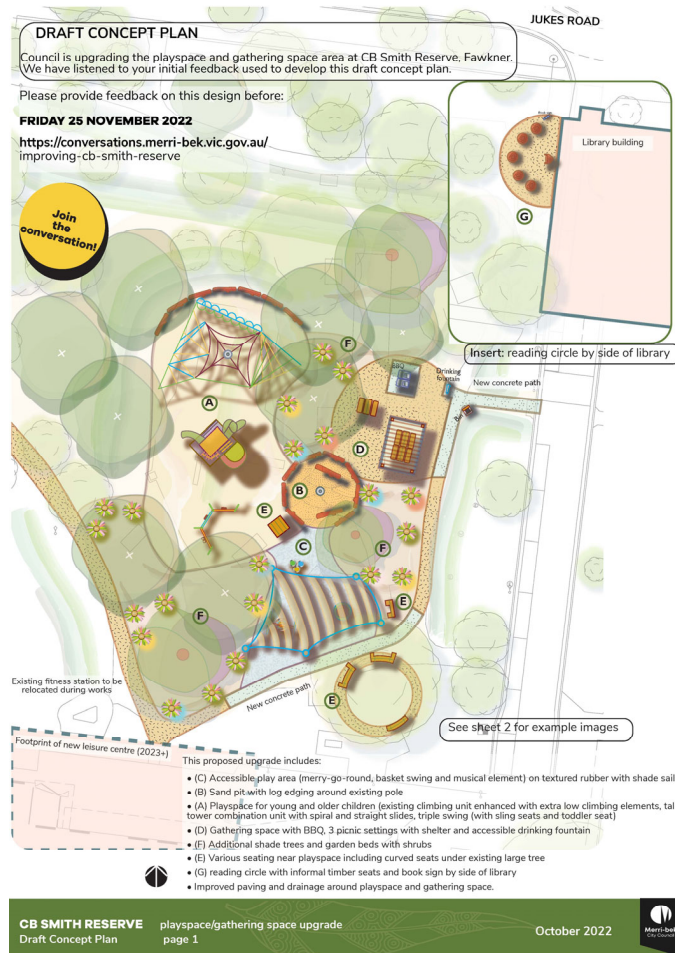 JUKES ROAD
DRAFT CONCEPT PLAN
Council is upgrading the playspace and gathering space area at CB Smith Reserve, Fawkner.
We have listened to your initial feedback used to develop this draft concept plan.
Please provide feedback on this design before:
FRIDAY 25 NOVEMBER 2022
https://conversations.merri-bek.vic.gov.au/
improving-cb-smith-reserve
Join
the
conversation!
Library building
G
Insert: reading circle by side of library
F
BBQ
Drinking
fountain
New concrete path
A
D
B
E
C
F
E
F
E
New concrete path
Existing fitness station to be
relocated during works
Footprint of new leisure centre (2023+)
See sheet 2 for example images
This proposed upgrade includes:
• (C) Accessible play area (merry-go-round, basket swing and musical element) on textured rubber with shade sail
• (B) Sand pit with log edging around existing pole
• (A) Playspace for young and older children (existing climbing unit enhanced with extra low climbing elements, tal
tower combination unit with spiral and straight slides, triple swing (with sling seats and toddler seat)
• (D) Gathering space with BBQ, 3 picnic settings with shelter and accessible drinking fountain
• (F) Additional shade trees and garden beds with shrubs
• (E) Various seating near playspace including curved seats under existing large tree
• (G) reading circle with informal timber seats and book sign by side of library
• Improved paving and drainage around playspace and gathering space.
CB SMITH RESERVE playspace/gathering space upgrade
Draft Concept Plan page 1
October 2022
Merri-bek
City Council